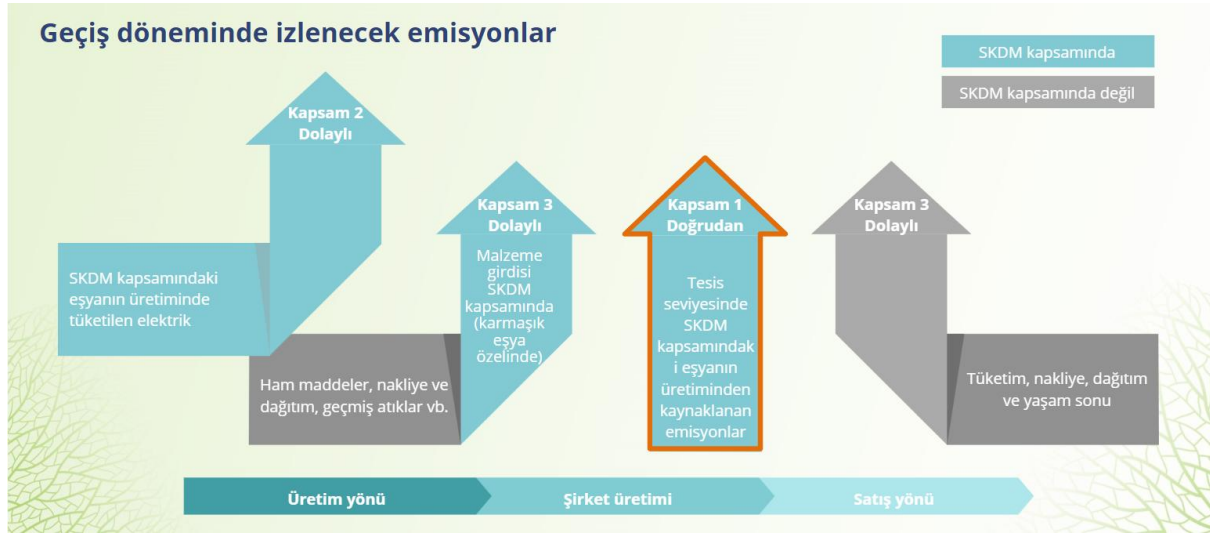 Geçiş döneminde izlenecek emisyonlar
SKDM kapsamında
SKDM kapsamında değil
Kapsam 2
Dolaylı
SKDM kapsamındaki
eşyanın üretiminde
tüketilen elektrik
Kapsam 3
Dolaylı
Malzeme
girdisi
SKDM
kapsamında
(karmaşık
eşya
özelinde)
Ham maddeler, nakliye ve
dağıtım, geçmiş atıklar vb.
Kapsam 1
Doğrudan
Tesis
seviyesinde
SKDM
kapsamındak
i eşyanın
üretiminden
kaynaklanan
emisyonlar
Kapsam 3
Dolaylı
Tüketim, nakliye, dağıtım
ve yaşam sonu
Üretim yönü
Şirket üretimi
Satış yönü